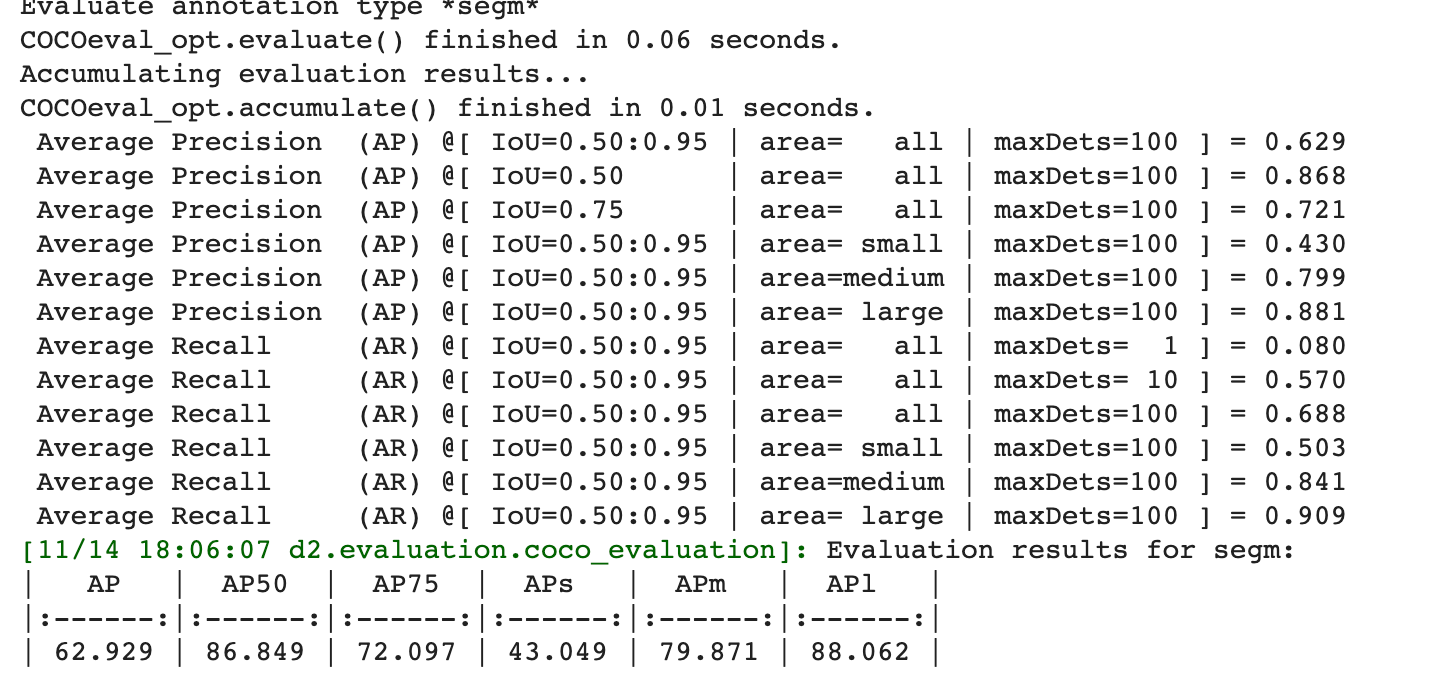 Evaluate annotation type *segm*
COCOeval_opt.evaluate() finished in 0.06 seconds.
Accumulating evaluation results...
COCOeval_opt.accumulate() finished in 0.01 seconds.
 Average Precision  (AP) @[ IoU=0.50:0.95 | area=   all | maxDets=100 ] = 0.629
 Average Precision  (AP) @[ IoU=0.50      | area=   all | maxDets=100 ] = 0.868
 Average Precision  (AP) @[ IoU=0.75      | area=   all | maxDets=100 ] = 0.721
 Average Precision  (AP) @[ IoU=0.50:0.95 | area= small | maxDets=100 ] = 0.430
 Average Precision  (AP) @[ IoU=0.50:0.95 | area=medium | maxDets=100 ] = 0.799
 Average Precision  (AP) @[ IoU=0.50:0.95 | area= large | maxDets=100 ] = 0.881
 Average Recall     (AR) @[ IoU=0.50:0.95 | area=   all | maxDets=  1 ] = 0.080
 Average Recall     (AR) @[ IoU=0.50:0.95 | area=   all | maxDets= 10 ] = 0.570
 Average Recall     (AR) @[ IoU=0.50:0.95 | area=   all | maxDets=100 ] = 0.688
 Average Recall     (AR) @[ IoU=0.50:0.95 | area= small | maxDets=100 ] = 0.503
 Average Recall     (AR) @[ IoU=0.50:0.95 | area=medium | maxDets=100 ] = 0.841
 Average Recall     (AR) @[ IoU=0.50:0.95 | area= large | maxDets=100 ] = 0.909
[11/14 18:06:07 d2.evaluation.coco_evaluation]: Evaluation results for segm:
|   AP   |  AP50  |  AP75  |  APs   |  APm   |  APl   |
|:------:|:------:|:------:|:------:|:------:|:------:|
| 62.929 | 86.849 | 72.097 | 43.049 | 79.871 | 88.062 |